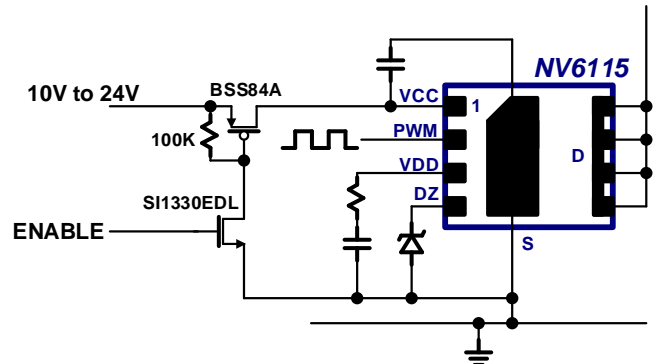 NV6115
BSS84A
10V to 24V
VCC
1
100K
PWM
VDD
D
DZ
SI1330EDL
ENABLE
S